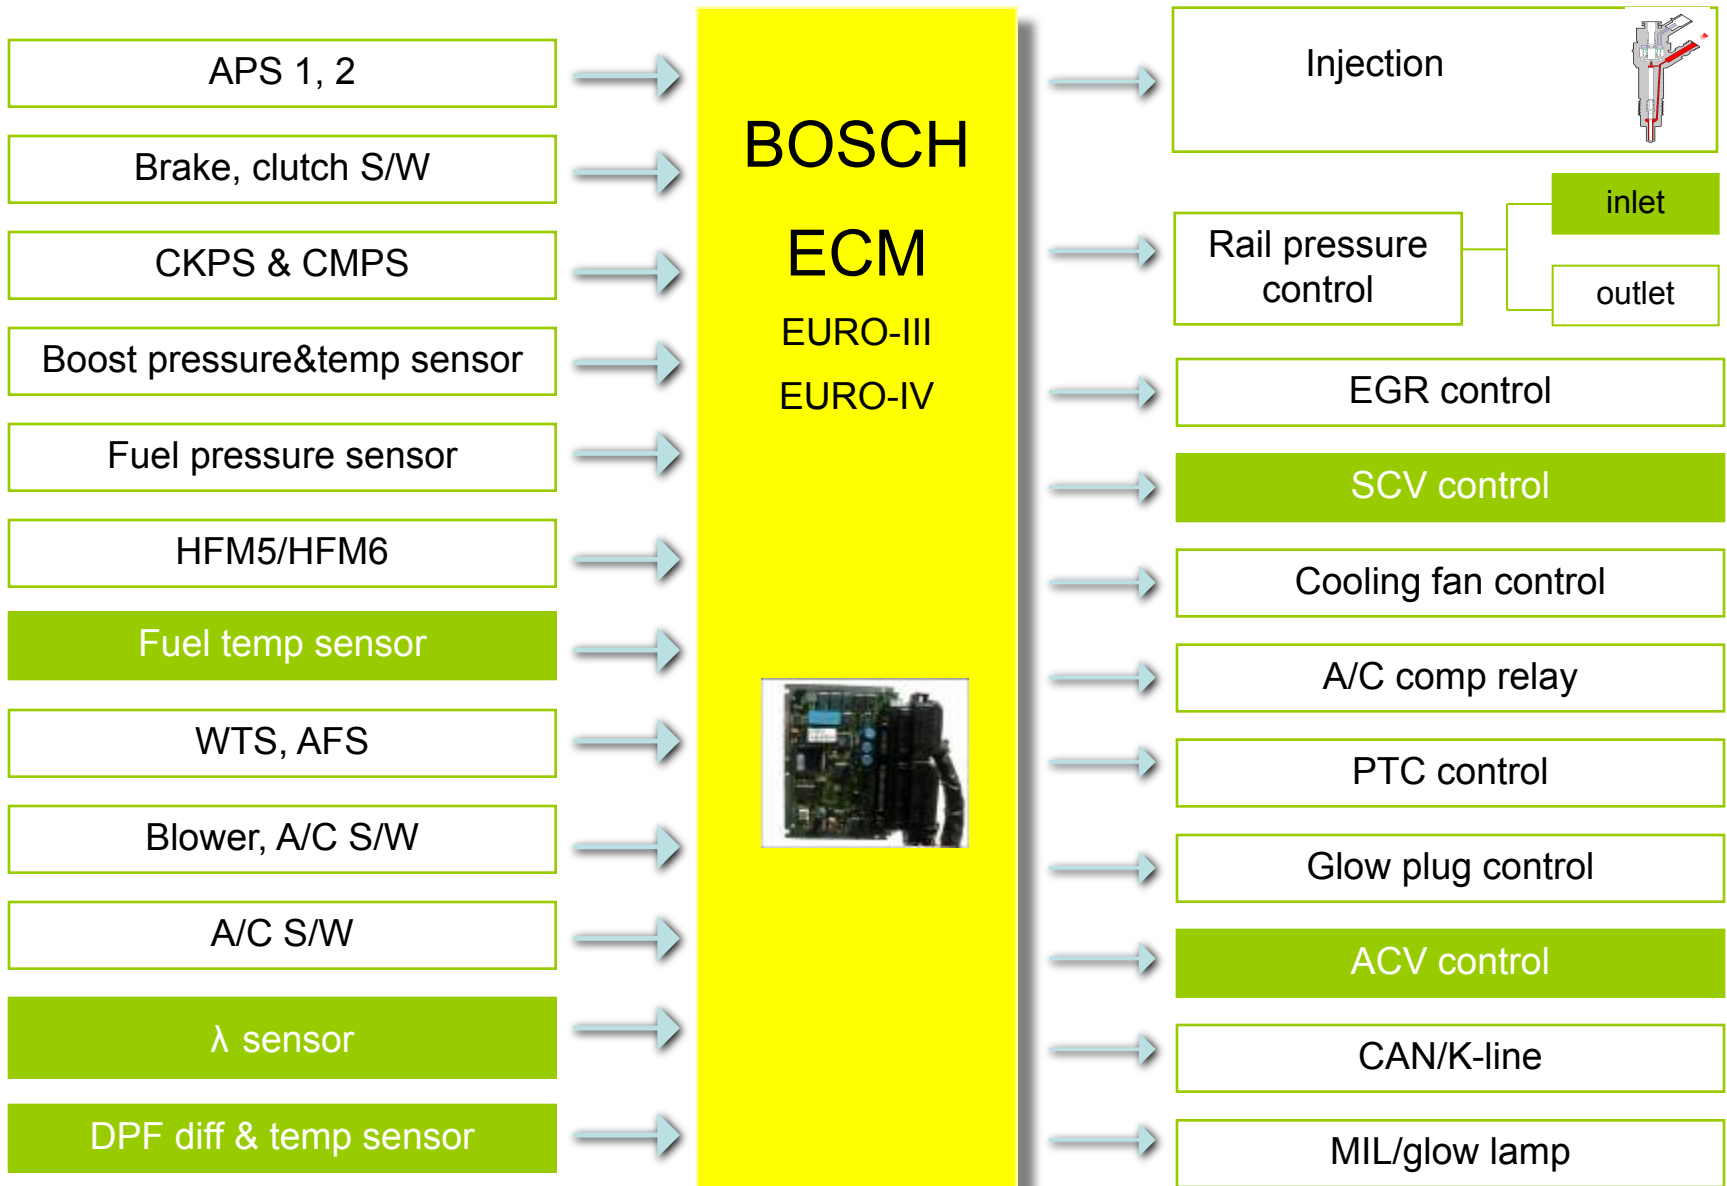 APS 1, 2
Brake, clutch S/W
CKPS & CMPS
Boost pressure&temp sensor
Fuel pressure sensor
HFM5/HFM6
Fuel temp sensor
WTS, AFS
Blower, A/C S/W
A/C S/W
λ sensor
DPF diff & temp sensor
BOSCH
ECM
EURO-III
EURO-IV
Injection
Rail pressure
control
inlet
outlet
EGR control
SCV control
Cooling fan control
A/C comp relay
PTC control
Glow plug control
ACV control
CAN/K-line
MIL/glow lamp